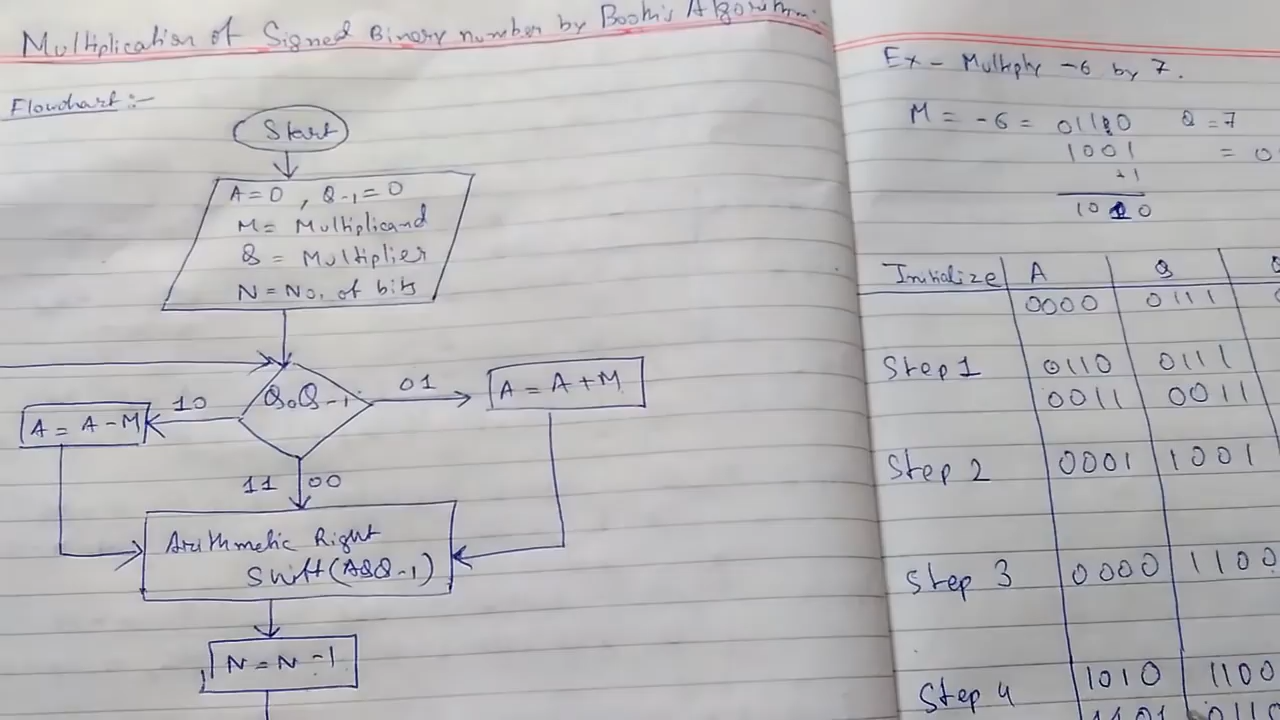 Multiplication of Signed Binary number by Booth's Algorithm.
Flowchart :-
Start
A=0 , Q-1=0
M= Multiplicand
Q = Multiplier
N=No. of bits
Q0Q-1
10
01
A = A-M
A = A+M
11 00
Arithmetic Right
Shift(AQQ-1)
N=N-1
Ex - Multiply -6 by 7.
M = -6 = 0110 Q =7
1001 = 0
+1
1010
Initialize A Q
0000 0111
Step 1 0110 0111
0011 0011
Step 2 0001 1001
Step 3 0000 1100
Step 4 1010 1100
1101 0110